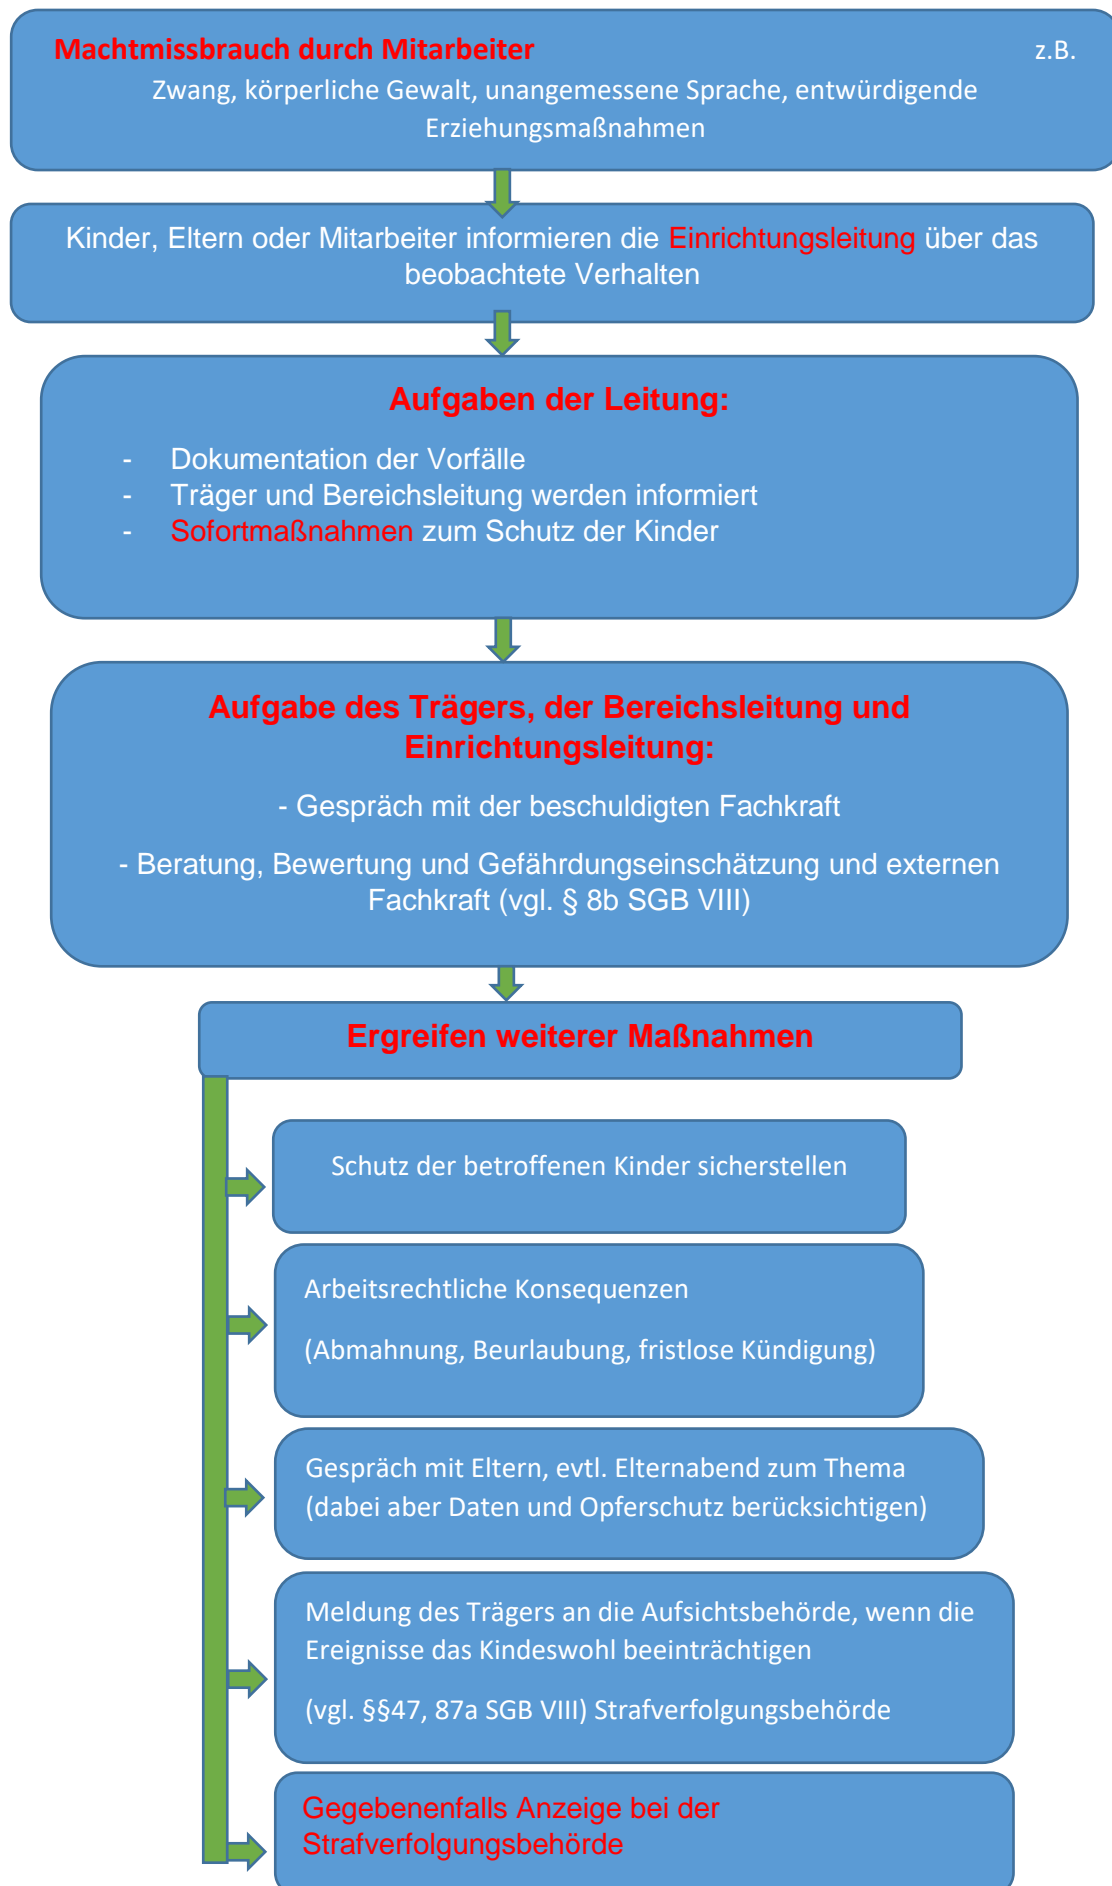 Machtmissbrauch durch Mitarbeiter z.B.
Zwang, körperliche Gewalt, unangemessene Sprache, entwürdigende
Erziehungsmaßnahmen
Kinder, Eltern oder Mitarbeiter informieren die Einrichtungsleitung über das
beobachtete Verhalten
Aufgaben der Leitung:
- Dokumentation der Vorfälle
- Träger und Bereichsleitung werden informiert
- Sofortmaßnahmen zum Schutz der Kinder
Aufgabe des Trägers, der Bereichsleitung und
Einrichtungsleitung:
- Gespräch mit der beschuldigten Fachkraft
- Beratung, Bewertung und Gefährdungseinschätzung und externen
Fachkraft (vgl. § 8b SGB VIII)
Ergreifen weiterer Maßnahmen
Schutz der betroffenen Kinder sicherstellen
Arbeitsrechtliche Konsequenzen
(Abmahnung, Beurlaubung, fristlose Kündigung)
Gespräch mit Eltern, evtl. Elternabend zum Thema
(dabei aber Daten und Opferschutz berücksichtigen)
Meldung des Trägers an die Aufsichtsbehörde, wenn die
Ereignisse das Kindeswohl beeinträchtigen
(vgl. §§47, 87a SGB VIII) Strafverfolgungsbehörde
Gegebenenfalls Anzeige bei der
Strafverfolgungsbehörde